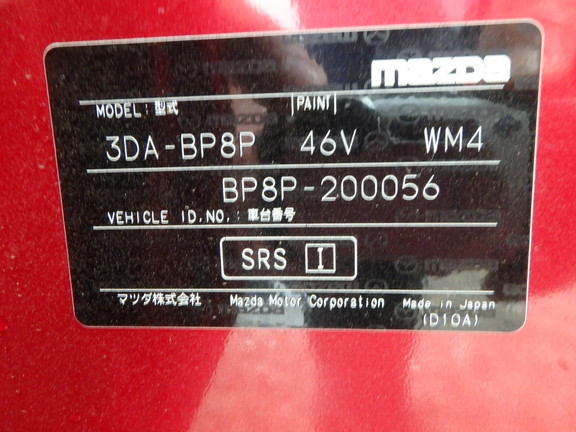 mazda
MODEL: 型式 PAINT
3DA-BP8P 46V WM4
BP8P-200056
VEHICLE ID.NO.: 車台番号
SRS I
マツダ株式会社 Mazda Motor Corporation Made in Japan
(D10A)